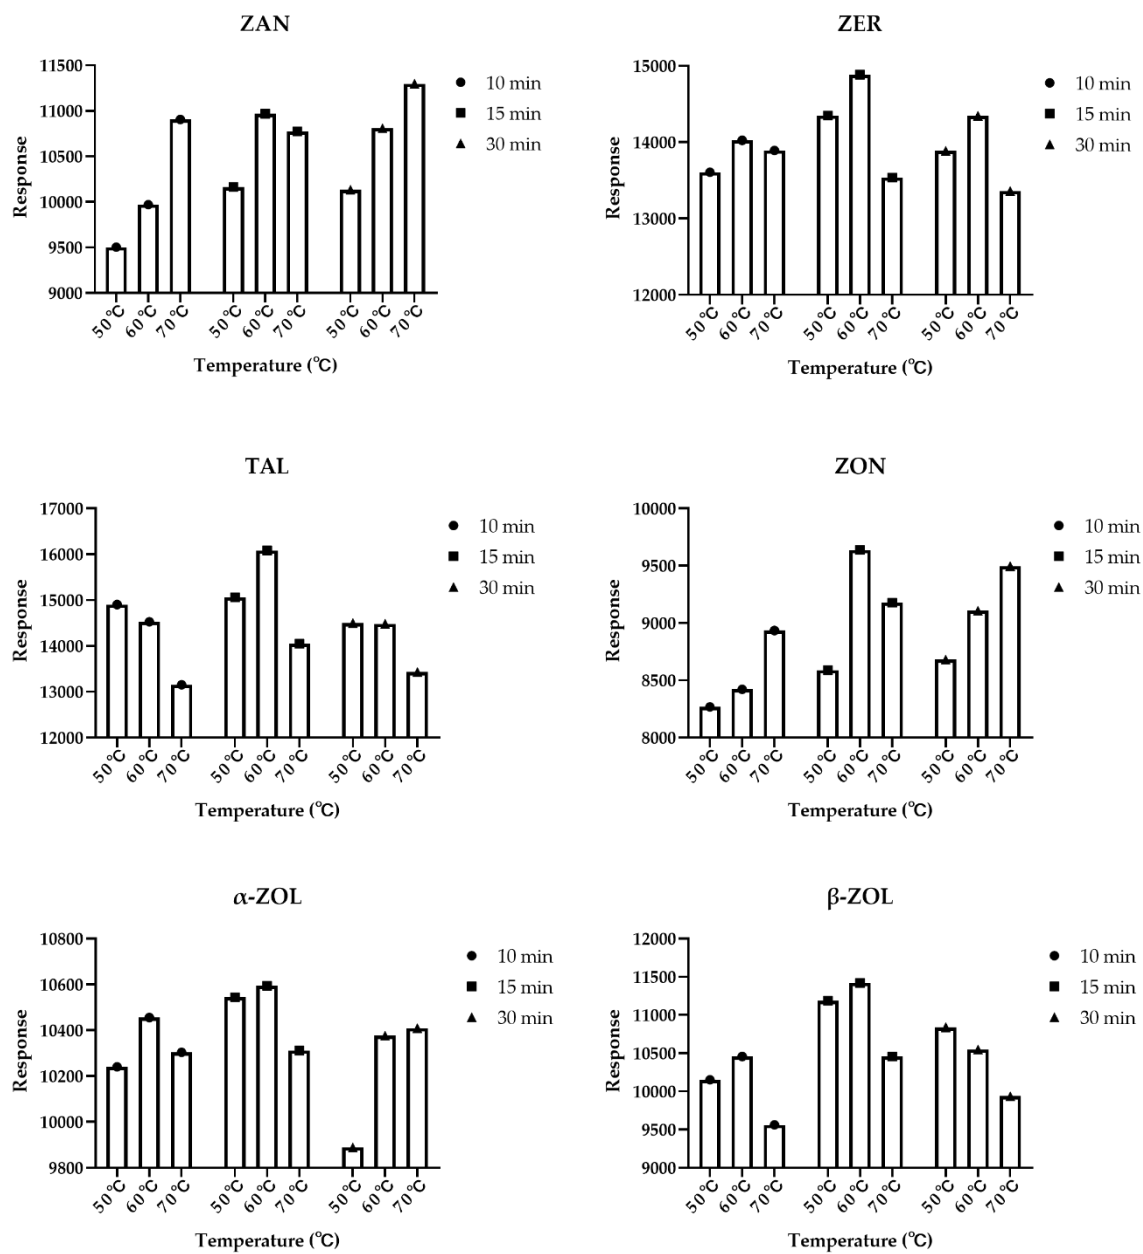 ZAN
11500
11000
10500
10000
9500
9000
Response
50°C 60°C 70°C 50°C 60°C 70°C 50°C 60°C 70°C
Temperature (°C)
10 min
15 min
30 min
ZER
15000
14000
13000
12000
Response
50°C 60°C 70°C 50°C 60°C 70°C 50°C 60°C 70°C
Temperature (°C)
10 min
15 min
30 min
TAL
17000
16000
15000
14000
13000
12000
Response
50°C 60°C 70°C 50°C 60°C 70°C 50°C 60°C 70°C
Temperature (°C)
10 min
15 min
30 min
ZON
10000
9500
9000
8500
8000
Response
50°C 60°C 70°C 50°C 60°C 70°C 50°C 60°C 70°C
Temperature (°C)
10 min
15 min
30 min
α-ZOL
10800
10600
10400
10200
10000
9800
Response
50°C 60°C 70°C 50°C 60°C 70°C 50°C 60°C 70°C
Temperature (°C)
10 min
15 min
30 min
β-ZOL
12000
11500
11000
10500
10000
9500
9000
Response
50°C 60°C 70°C 50°C 60°C 70°C 50°C 60°C 70°C
Temperature (°C)
10 min
15 min
30 min